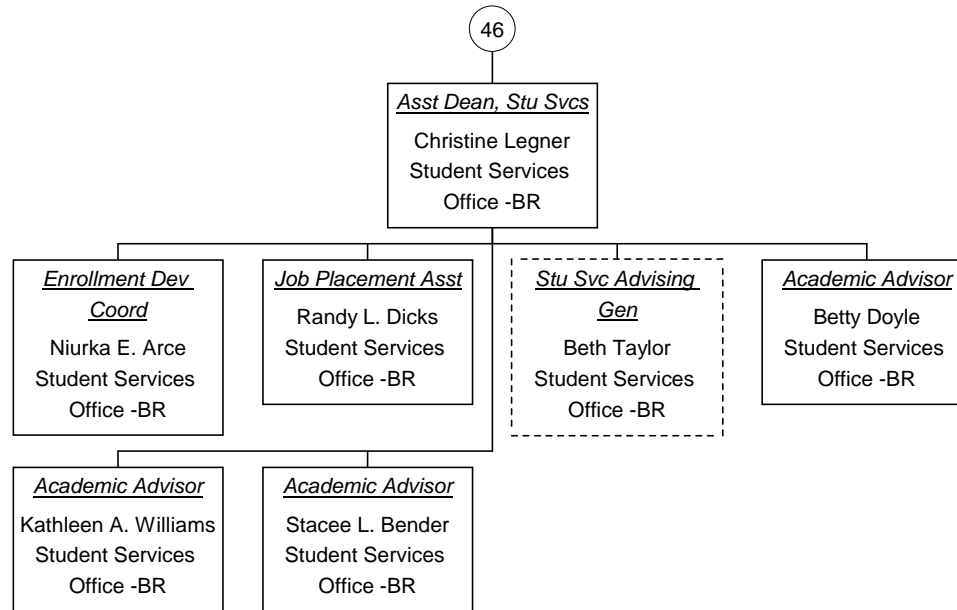 46
Asst Dean, Stu Svcs
Christine Legner
Student Services
Office -BR
Enrollment Dev
Coord
Niurka E. Arce
Student Services
Office -BR
Job Placement Asst
Randy L. Dicks
Student Services
Office -BR
Stu Svc Advising
Gen
Beth Taylor
Student Services
Office -BR
Academic Advisor
Betty Doyle
Student Services
Office -BR
Academic Advisor
Kathleen A. Williams
Student Services
Office -BR
Academic Advisor
Stacee L. Bender
Student Services
Office -BR